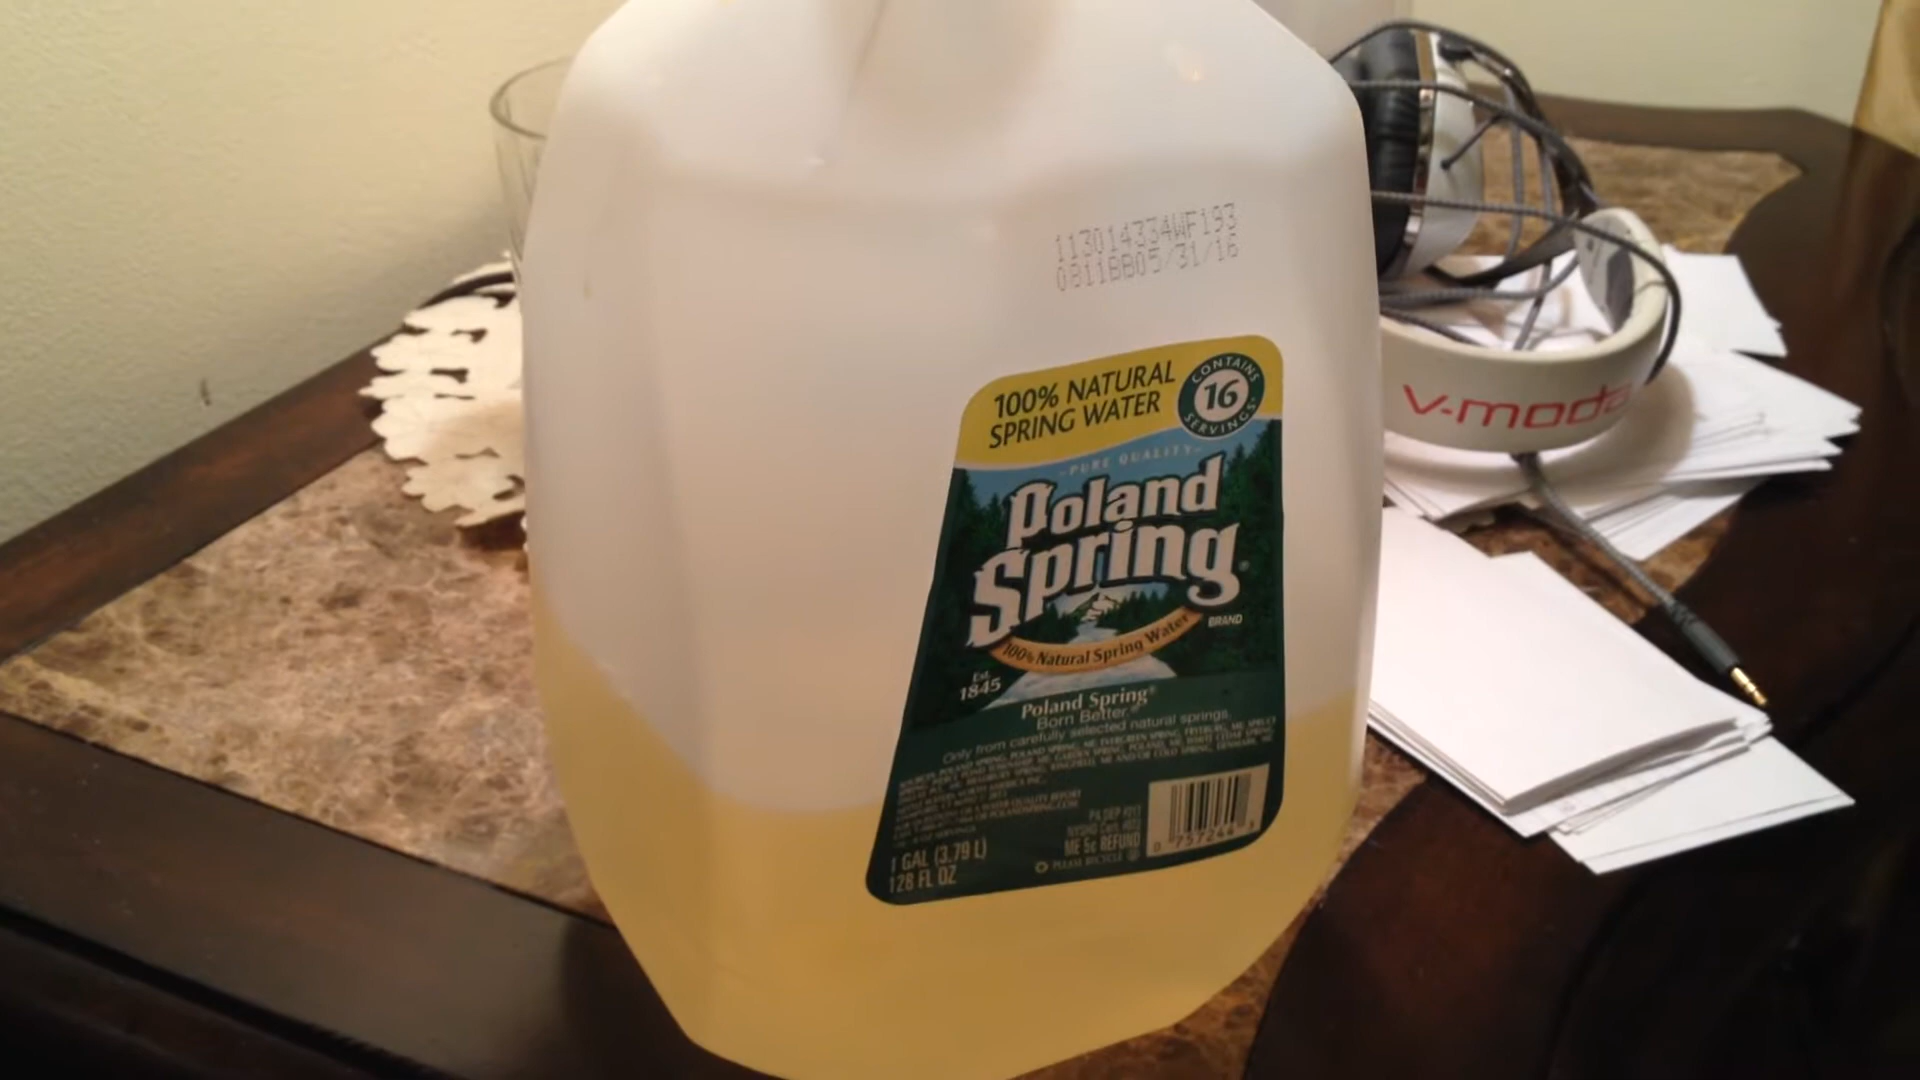 113014334WF193
0811BB05/31/16
100% NATURAL
SPRING WATER
CONTAINS
16
SERVINGS
-PURE QUALITY-
Poland
Spring®
BRAND
100% Natural Spring Water
Est.
1845
Poland Spring®
Born Better.®
Only from carefully selected natural springs.
1 GAL (3.79 L)
128 FL OZ
ME 5¢ REFUND
PLEASE RECYCLE
v-moda